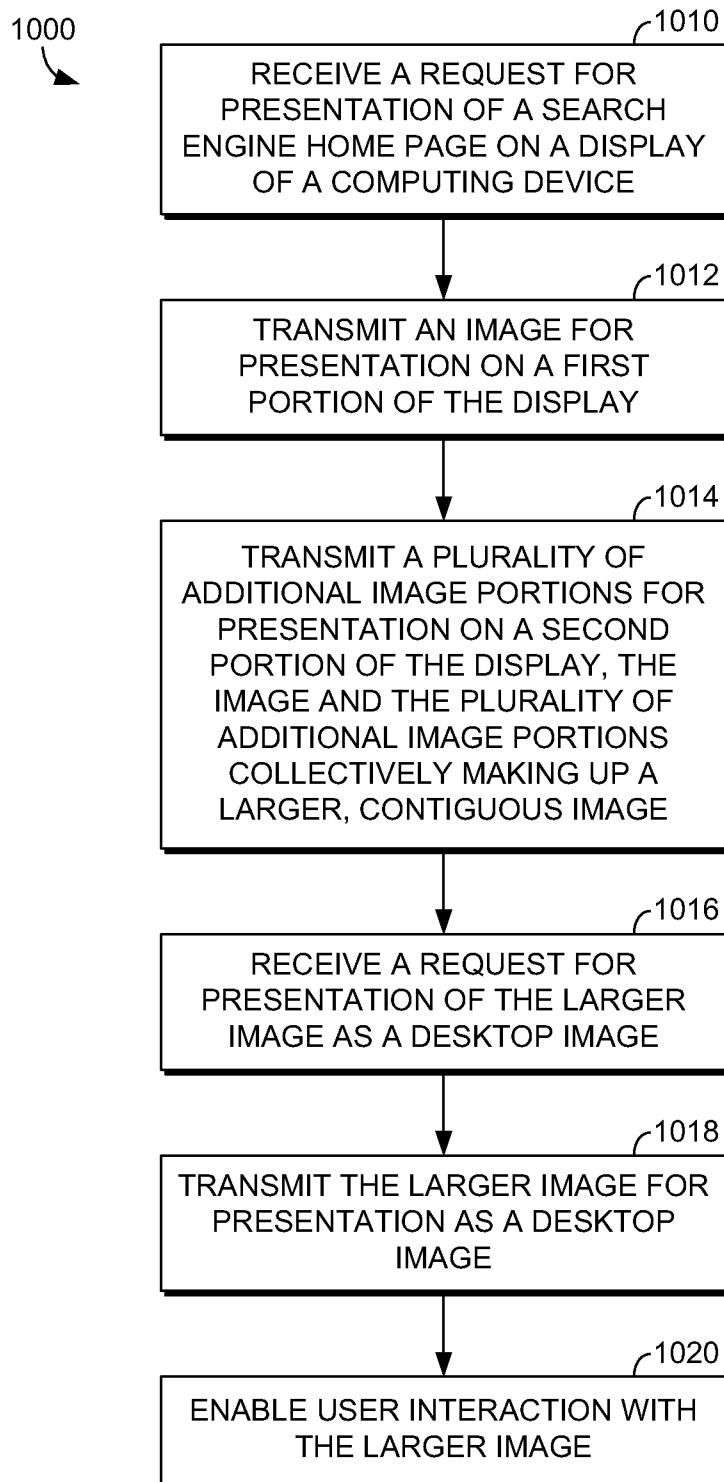 1000
1010
RECEIVE A REQUEST FOR
PRESENTATION OF A SEARCH
ENGINE HOME PAGE ON A DISPLAY
OF A COMPUTING DEVICE
1012
TRANSMIT AN IMAGE FOR
PRESENTATION ON A FIRST
PORTION OF THE DISPLAY
1014
TRANSMIT A PLURALITY OF
ADDITIONAL IMAGE PORTIONS FOR
PRESENTATION ON A SECOND
PORTION OF THE DISPLAY, THE
IMAGE AND THE PLURALITY OF
ADDITIONAL IMAGE PORTIONS
COLLECTIVELY MAKING UP A
LARGER, CONTIGUOUS IMAGE
1016
RECEIVE A REQUEST FOR
PRESENTATION OF THE LARGER
IMAGE AS A DESKTOP IMAGE
1018
TRANSMIT THE LARGER IMAGE FOR
PRESENTATION AS A DESKTOP
IMAGE
1020
ENABLE USER INTERACTION WITH
THE LARGER IMAGE